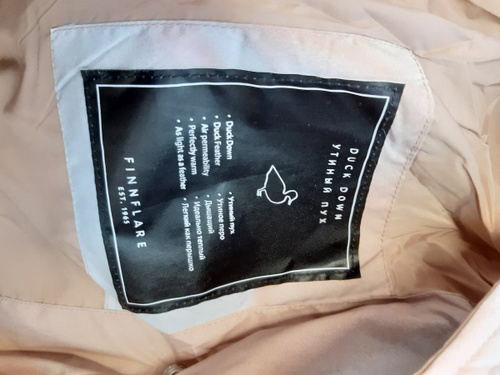 DUCK DOWN
УТИНЫЙ ПУХ
• Duck Down
• Duck Feather
• Air permeability
• Perfectly warm
• As light as a feather
• Утиный пух
• Утиное перо
• Дышащий
• Идеально теплый
• Легкий как перышко
FINNFLARE
EST. 1965